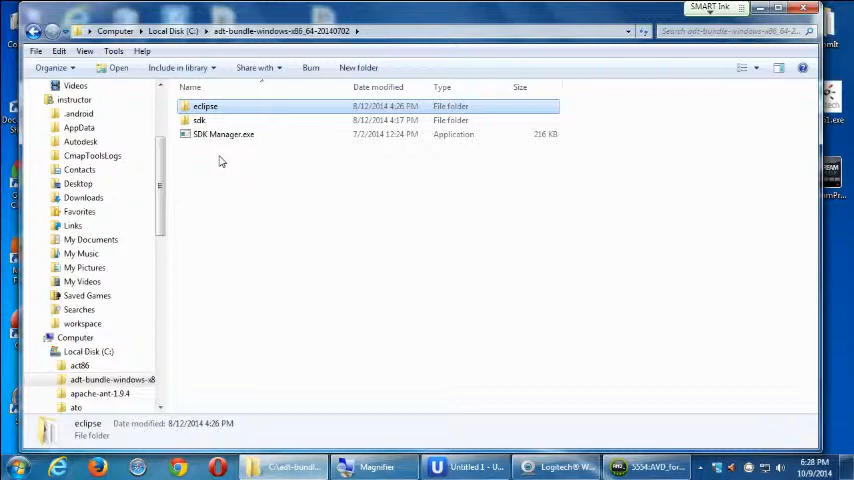 SMART Ink
Computer Local Disk (C:) adt-bundle-windows-x86_64-20140702
Search adt-bundle-windows-x86_64-2...
File Edit View Tools Help
Organize Open Include in library Share with Burn New folder
Name Date modified Type Size
eclipse 8/12/2014 4:26 PM File folder
sdk 8/12/2014 4:17 PM File folder
SDK Manager.exe 7/2/2014 12:24 PM Application 216 KB
Videos
instructor
.android
AppData
Autodesk
CmapToolsLogs
Contacts
Desktop
Downloads
Favorites
Links
My Documents
My Music
My Pictures
My Videos
Saved Games
Searches
workspace
Computer
Local Disk (C:)
act86
adt-bundle-windows-x8
apache-ant-1.9.4
ato
eclipse Date modified: 8/12/2014 4:26 PM
File folder
C:\adt-bundl... Magnifier Untitled 1 - U... Logitech® W... 5554:AVD_for...
6:28 PM
10/9/2014